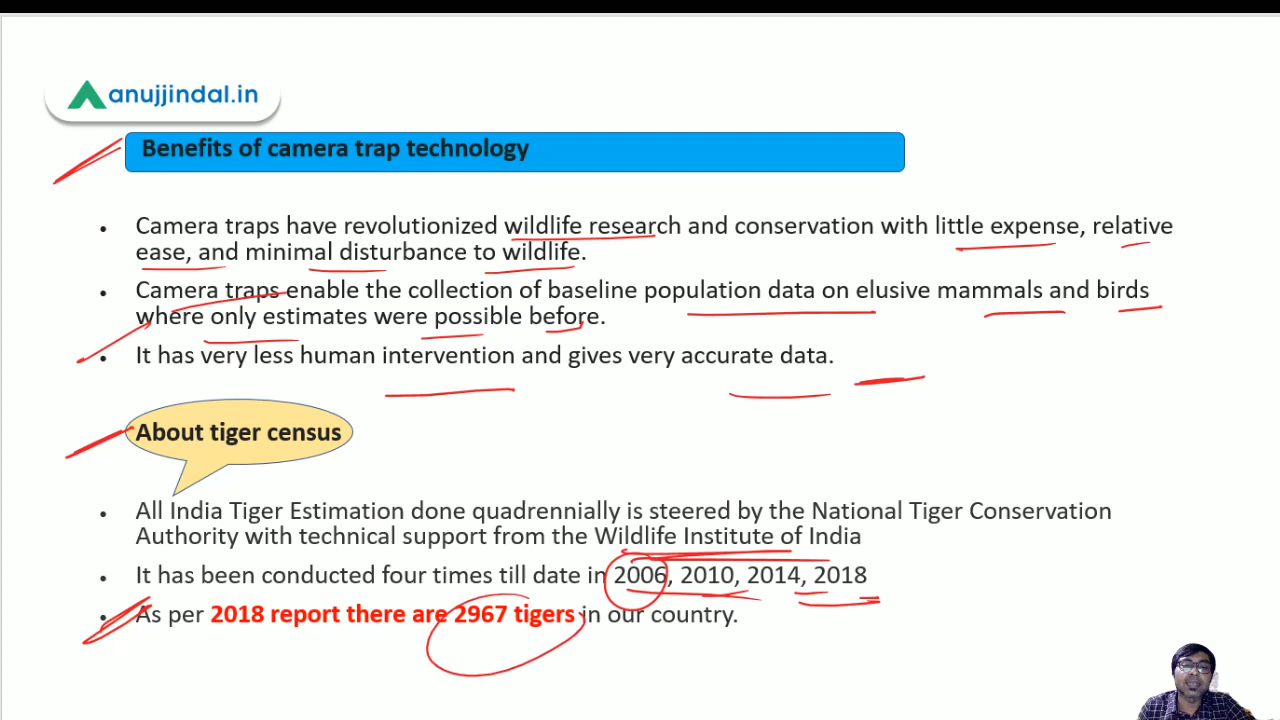 anujjindal.in
Benefits of camera trap technology
• Camera traps have revolutionized wildlife research and conservation with little expense, relative
ease, and minimal disturbance to wildlife.
• Camera traps enable the collection of baseline population data on elusive mammals and birds
where only estimates were possible before.
• It has very less human intervention and gives very accurate data.
About tiger census
• All India Tiger Estimation done quadrennially is steered by the National Tiger Conservation
Authority with technical support from the Wildlife Institute of India
• It has been conducted four times till date in 2006, 2010, 2014, 2018
• As per 2018 report there are 2967 tigers in our country.